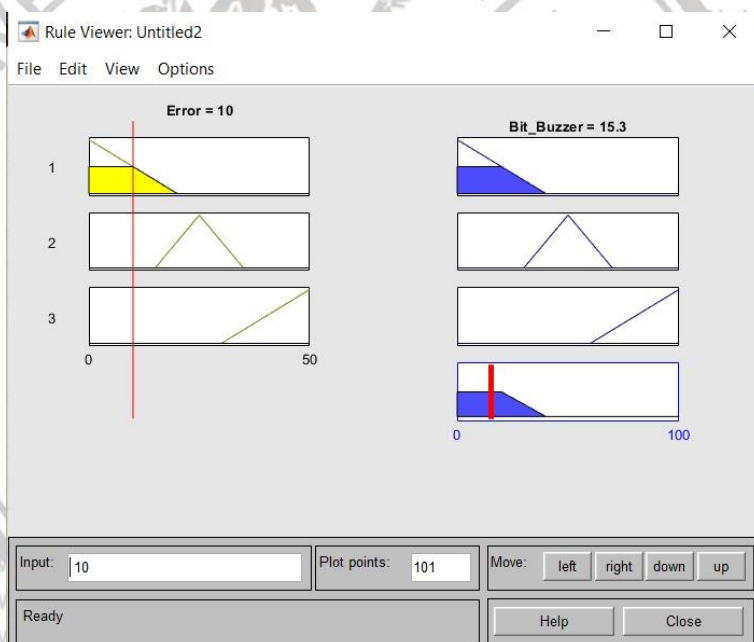 Rule Viewer: Untitled2
File Edit View Options
Error = 10
Bit_Buzzer = 15.3
1
2
3
0 50
0 100
Input: 10
Plot points: 101
Move: left right down up
Ready
Help Close